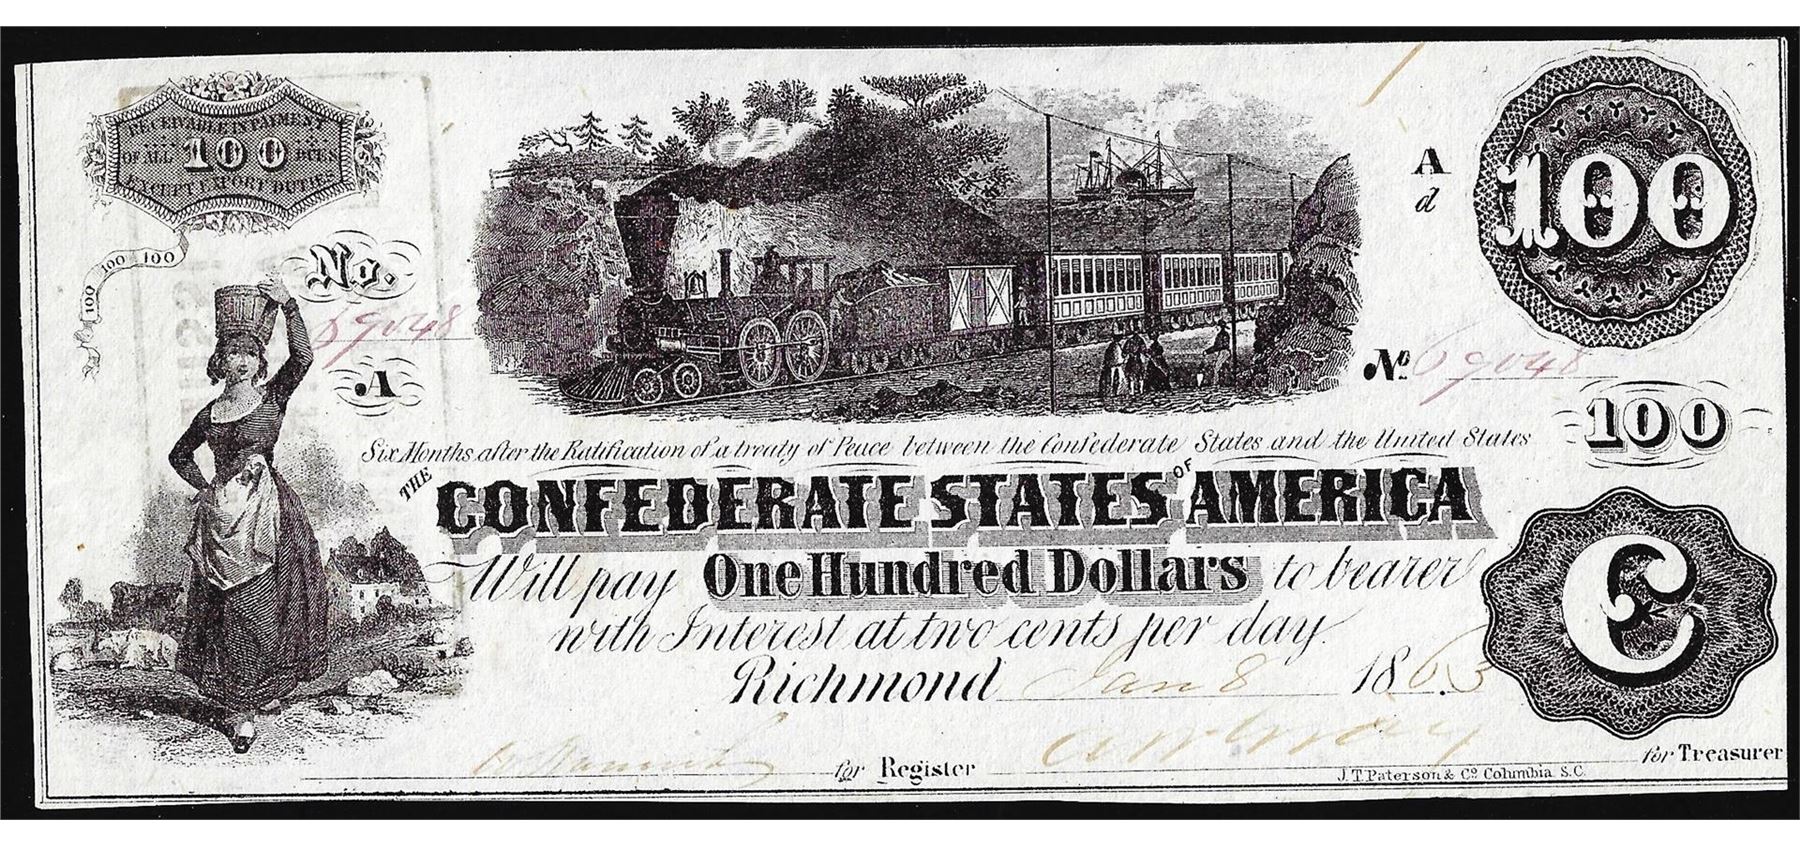 RECEIVABLE IN PAYMENT
OF ALL 100 DUES
EXCEPT EXPORT DUTIES
100 100 100
No.
69048
A
A
d
100
No. 69048
100
Six Months after the Ratification of a treaty of Peace between the Confederate States and the United States
THE CONFEDERATE STATES OF AMERICA
Will pay One Hundred Dollars to bearer
with Interest at two cents per day.
Richmond Jan 8 1863
C
for Register
for Treasurer
J.T. Paterson & Co. Columbia. S.C.